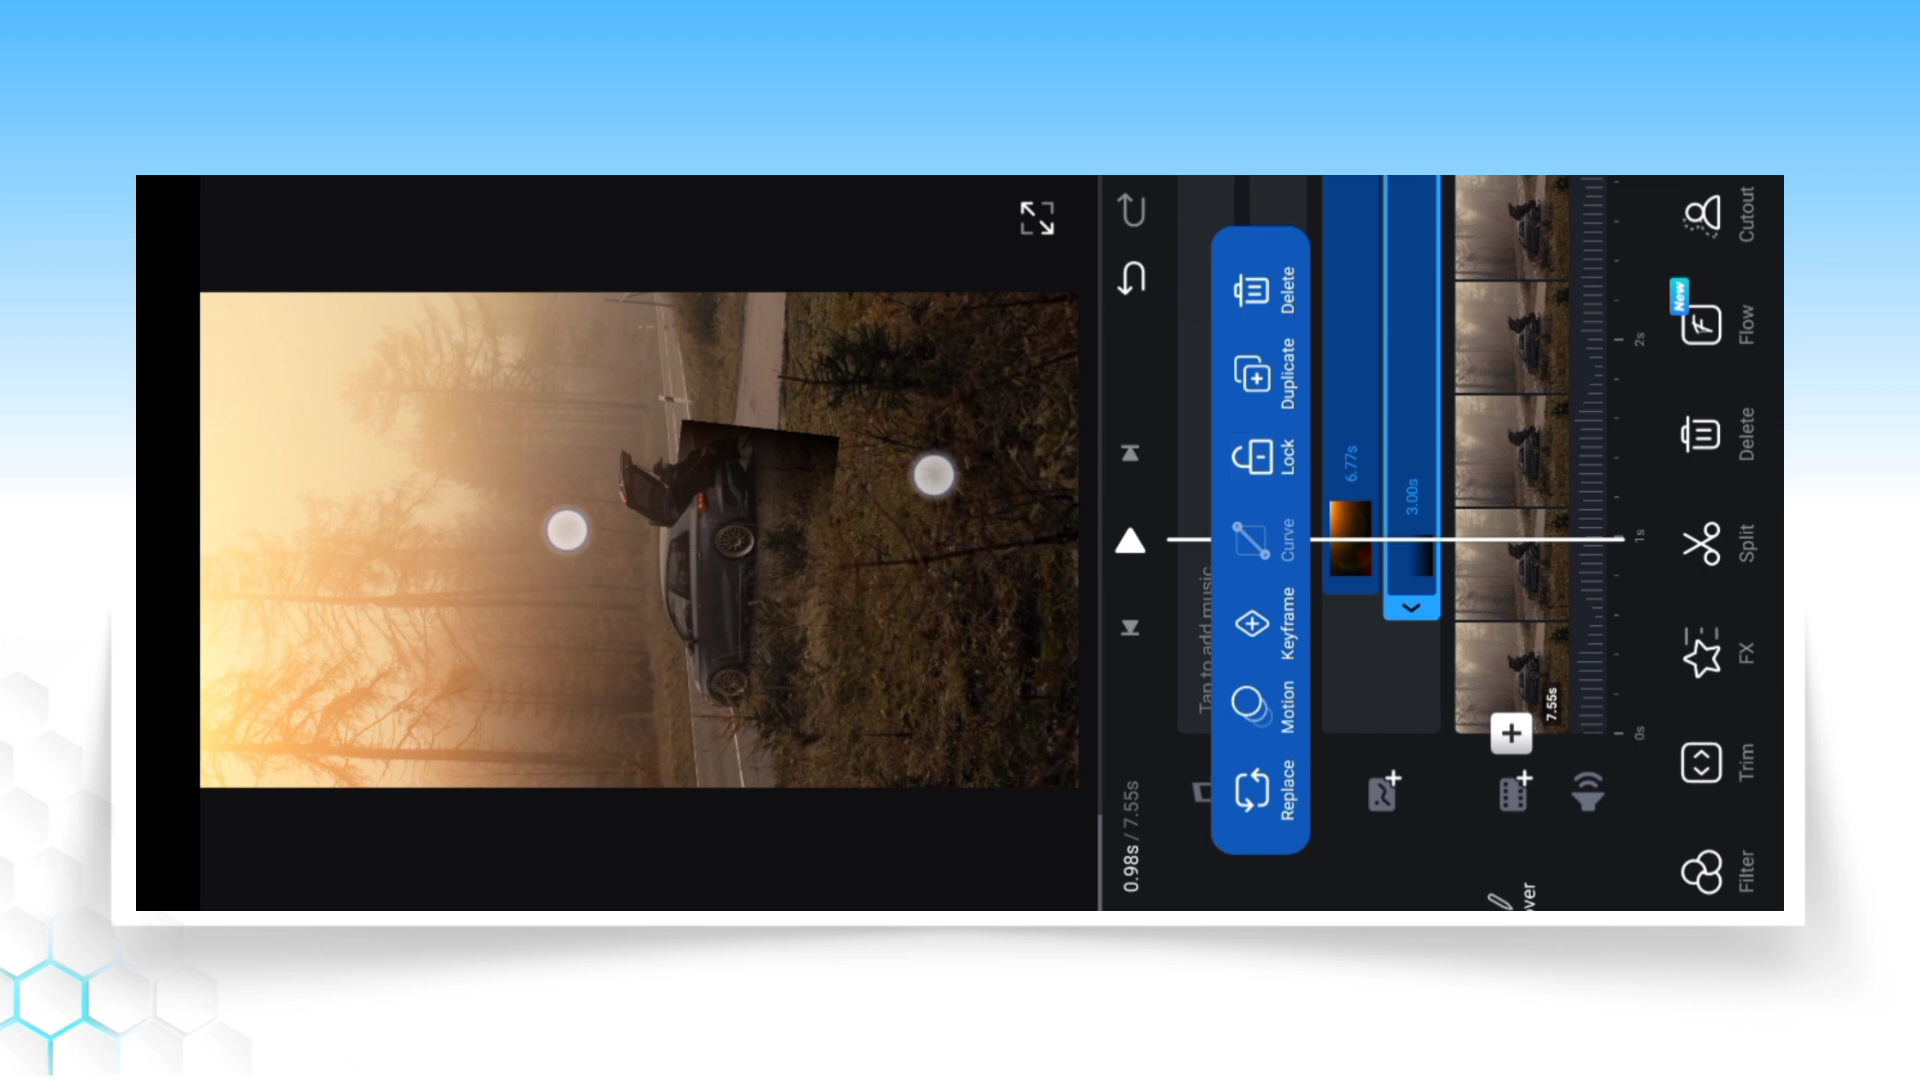 0.98s / 7.55s
Tap to add music
Replace
Motion
Keyframe
Curve
Lock
Duplicate
Delete
6.77s
3.00s
7.55s
ver
0s
1s
2s
Filter
Trim
FX
Split
Delete
New
Flow
Cutout